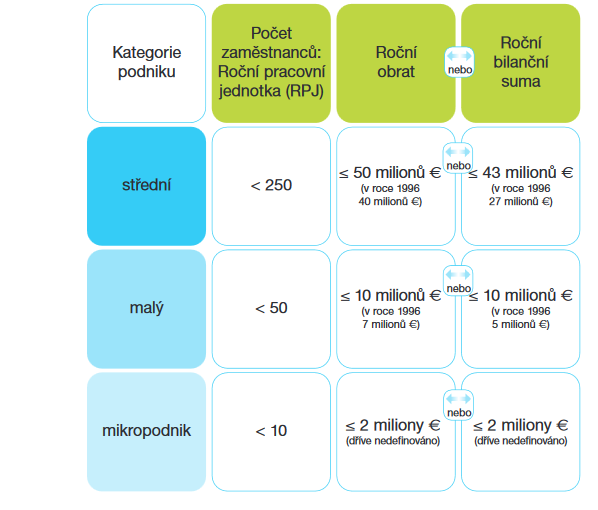 Kategorie
podniku
Počet
zaměstnanců:
Roční pracovní
jednotka (RPJ)
Roční
obrat
nebo
Roční
bilanční
suma
střední
< 250
≤ 50 milionů €
(v roce 1996
40 milionů €)
nebo
≤ 43 milionů €
(v roce 1996
27 milionů €)
malý
< 50
≤ 10 milionů €
(v roce 1996
7 milionů €)
nebo
≤ 10 milionů €
(v roce 1996
5 milionů €)
mikropodnik
< 10
≤ 2 miliony €
(dříve nedefinováno)
nebo
≤ 2 miliony €
(dříve nedefinováno)